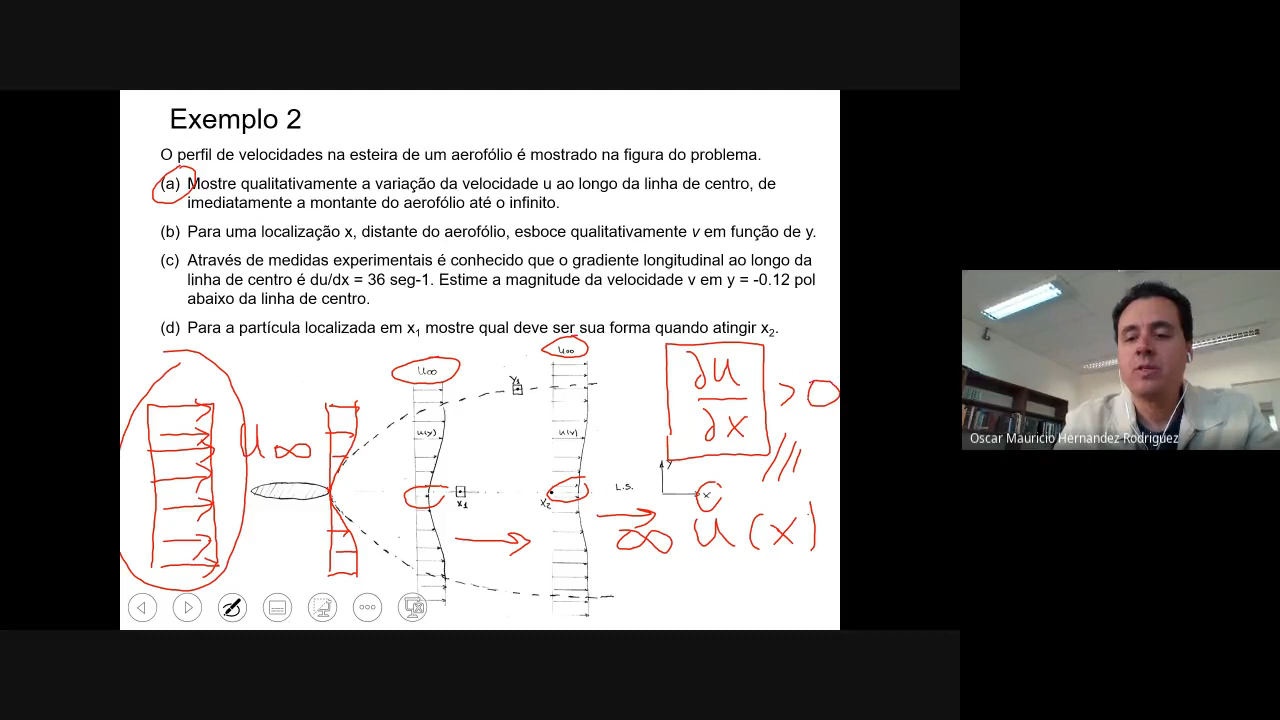 Exemplo 2
O perfil de velocidades na esteira de um aerofólio é mostrado na figura do problema.
(a) Mostre qualitativamente a variação da velocidade u ao longo da linha de centro, de
imediatamente a montante do aerofólio até o infinito.
(b) Para uma localização x, distante do aerofólio, esboce qualitativamente v em função de y.
(c) Através de medidas experimentais é conhecido que o gradiente longitudinal ao longo da
linha de centro é du/dx = 36 seg-1. Estime a magnitude da velocidade v em y = -0.12 pol
abaixo da linha de centro.
(d) Para a partícula localizada em x1 mostre qual deve ser sua forma quando atingir x2.
U∞
U∞
U∞
∂u
∂x
> 0
x1
u(y)
u(y)
y
x
L.S.
x1
x2
∞
u(x)
Oscar Mauricio Hernandez Rodriguez